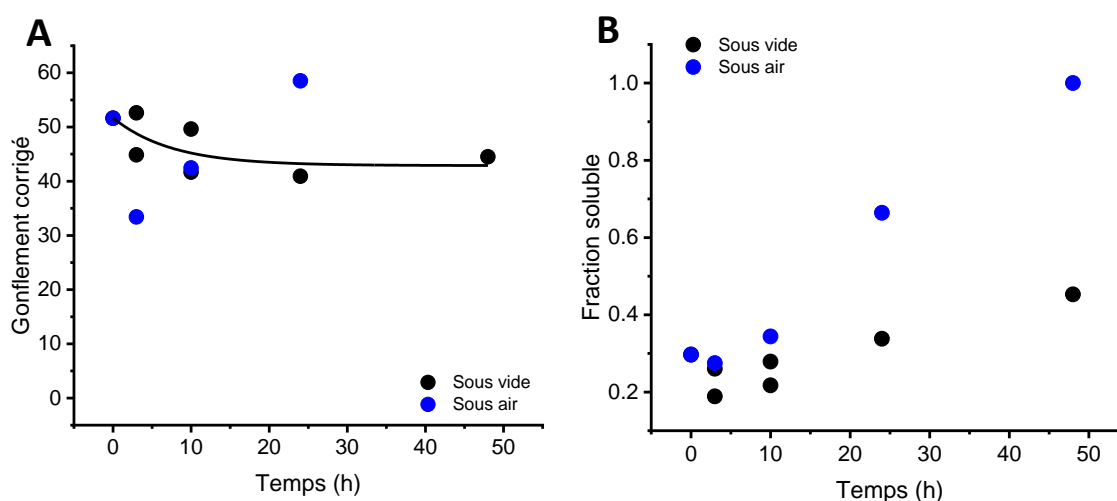 A
Gonflement corrigé
60
50
40
30
20
10
0
Sous vide
Sous air
0 10 20 30 40 50
Temps (h)
B
Sous vide
Sous air
Fraction soluble
1.0
0.8
0.6
0.4
0.2
0 10 20 30 40 50
Temps (h)